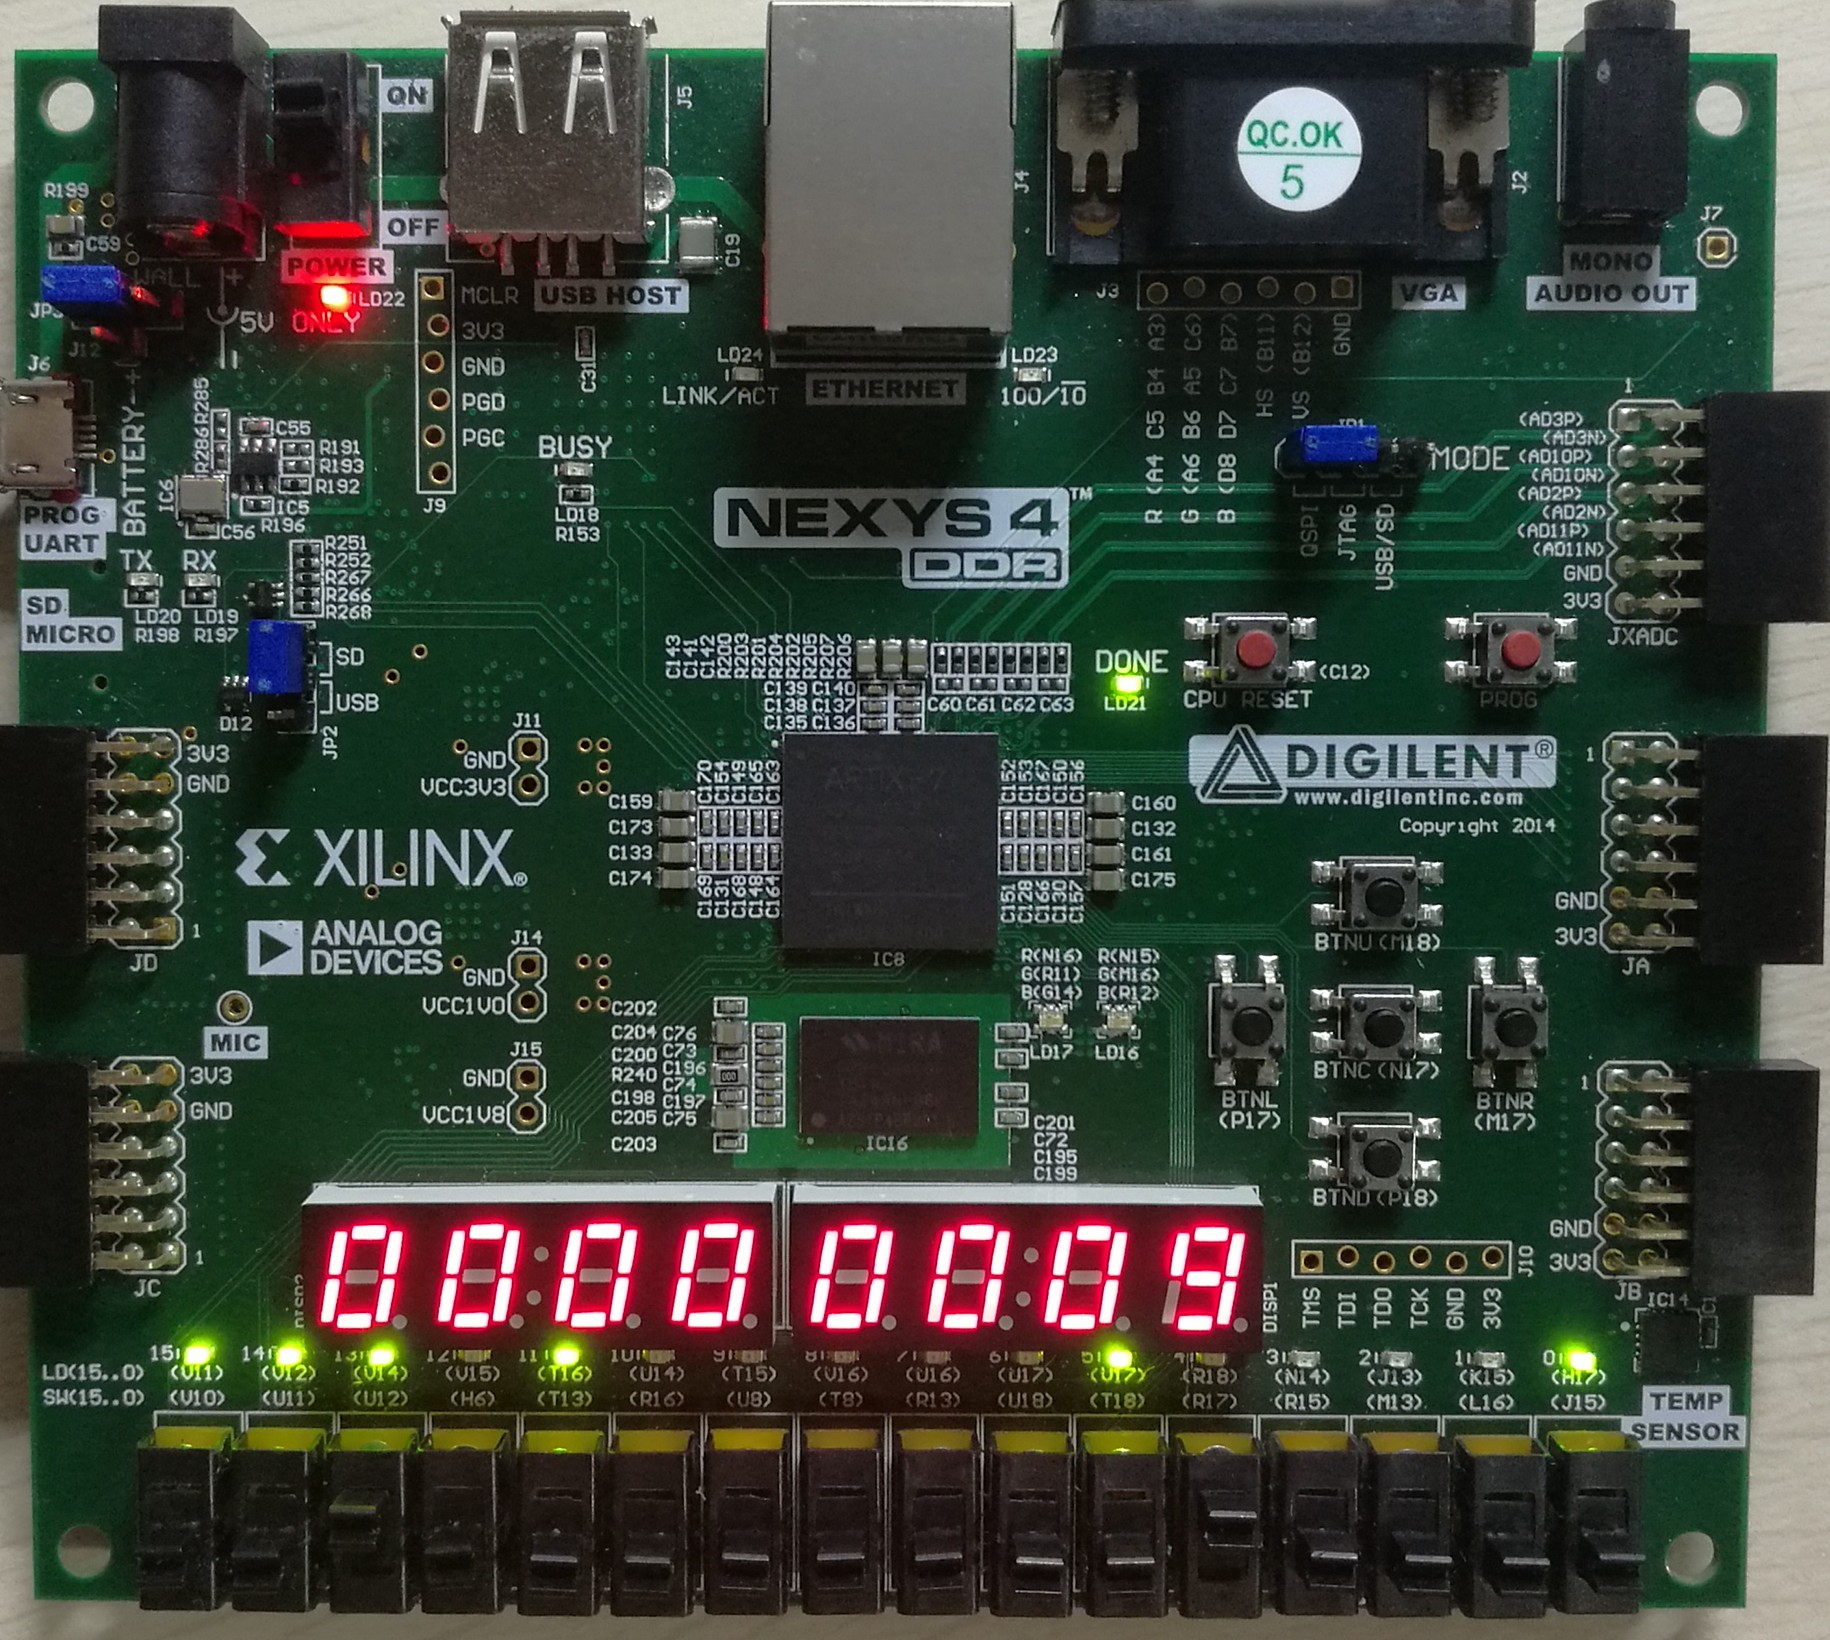 ON
J5
QC.OK
5
J4
J2
R199
C59
OFF
C19
J7
WALL
POWER
LD22
MCLR
USB HOST
J3
VGA
MONO
AUDIO OUT
JP3
J12
5V ONLY
3V3
GND
PGD
PGC
J9
C31
LD24
LINK/ACT
ETHERNET
LD23
100/10
R (A4 C5 B4 A3)
G (A6 B6 A5 C6)
B (D8 D7 C7 B7)
HS (B11)
VS (B12)
GND
J6
BATTERY
R285
R286
C55
R191
R193
R192
IC6
IC5
C56
R196
BUSY
LD18
R153
NEXYS 4™
DDR
JP1
MODE
QSPI
JTAG
USB/SD
1
(AD3P)
(AD3N)
(AD10P)
(AD10N)
(AD2P)
(AD2N)
(AD11P)
(AD11N)
GND
3V3
JXADC
PROG
UART
TX
RX
LD20
LD19
R198
R197
R251
R252
R267
R266
R268
SD
MICRO
SD
USB
D12
JP2
C143
C141
C142
R200
R203
R201
R204
R202
R205
R207
R206
C139 C140
C138 C137
C135 C136
C60 C61 C62 C63
DONE
LD21
CPU RESET
(C12)
PROG
3V3
GND
1
JD
J11
GND
VCC3V3
C159
C173
C133
C174
C170
C154
C149
C165
C163
ARTIX-7
C152
C153
C167
C150
C156
C160
C132
C161
C175
C169
C131
C168
C148
C164
IC8
C151
C128
C166
C130
C157
DIGILENT®
www.digilentinc.com
Copyright 2014
1
GND
3V3
JA
XILINX®
ANALOG
DEVICES
J14
GND
VCC1V0
MIC
R(N16)
G(R11)
B(G14)
LD17
R(N15)
G(M16)
B(R12)
LD16
BTNU(M18)
BTNL
(P17)
BTNC(N17)
BTNR
(M17)
BTND(P18)
C202
C204 C76
C200 C73
C196
R240
C74
C198
C197
C205 C75
C203
000
MIRA
IC16
C201
C72
C195
C199
J15
GND
VCC1V8
3V3
GND
1
JC
1
GND
3V3
JB
DISP2
00000009
DISP1
TMS
TDI
TDO
TCK
GND
3V3
J10
IC14
LD(15..0)
SW(15..0)
15 14 13 12 11 10 9 8 7 6 5 4 3 2 1 0
(V11) (V12) (V14) (V15) (T16) (U14) (T15) (V16) (U16) (U17) (V17) (R18) (N14) (J13) (K15) (H17)
(V10) (U11) (U12) (H6) (T13) (R16) (U8) (T8) (R13) (U18) (T18) (R17) (R15) (M13) (L16) (J15)
TEMP
SENSOR